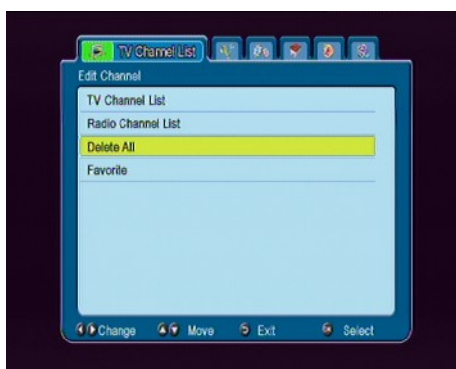 TV Channel List
Edit Channel
TV Channel List
Radio Channel List
Delete All
Favorite
Change Move Exit Select